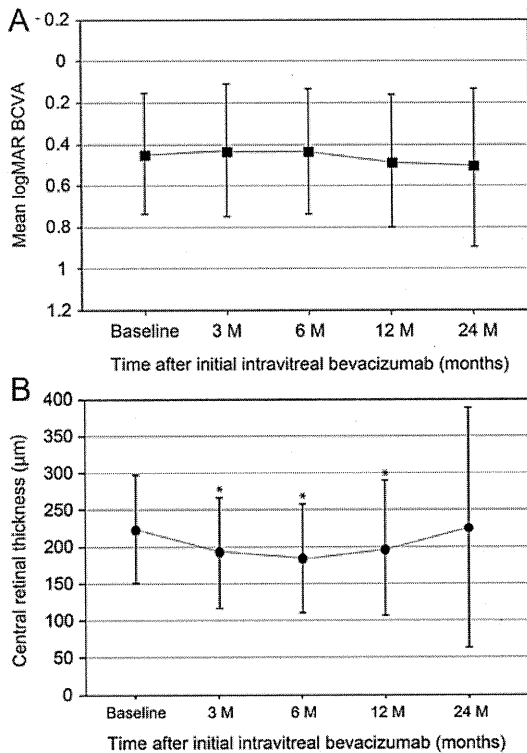 A
- 0.2
0
0.2
0.4
0.6
0.8
1
1.2
Mean logMAR BCVA
Baseline 3 M 6 M 12 M 24 M
Time after initial intravitreal bevacizumab (months)
B
400
350
300
250
200
150
100
50
0
Central retinal thickness (µm)
* * *
Baseline 3 M 6 M 12 M 24 M
Time after initial intravitreal bevacizumab (months)